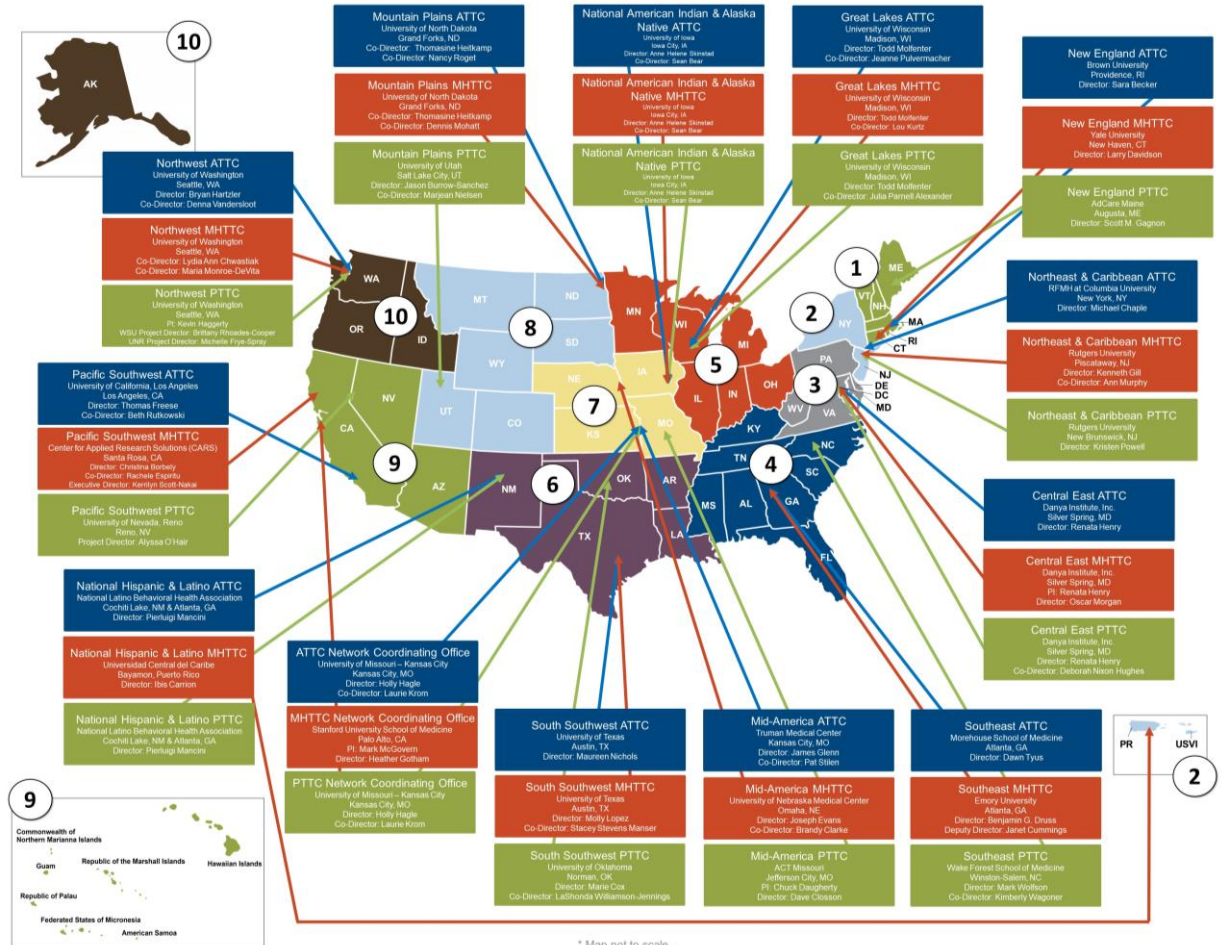 10
AK
Mountain Plains ATTC
University of North Dakota
Grand Forks, ND
Co-Director: Thomasine Heitkamp
Co-Director: Nancy Roget
Mountain Plains MHTTC
University of North Dakota
Grand Forks, ND
Co-Director: Thomasine Heitkamp
Co-Director: Dennis Mohatt
Mountain Plains PTTC
University of Utah
Salt Lake City, UT
Director: Jason Burrow-Sanchez
Co-Director: Marjean Nielsen
National American Indian & Alaska
Native ATTC
University of Iowa
Iowa City, IA
Director: Anne Helene Skinstad
Co-Director: Sean Bear
National American Indian & Alaska
Native MHTTC
University of Iowa
Iowa City, IA
Director: Anne Helene Skinstad
Co-Director: Sean Bear
National American Indian & Alaska
Native PTTC
University of Iowa
Iowa City, IA
Director: Anne Helene Skinstad
Co-Director: Sean Bear
Great Lakes ATTC
University of Wisconsin
Madison, WI
Director: Todd Molfenter
Co-Director: Jeanne Pulvermacher
Great Lakes MHTTC
University of Wisconsin
Madison, WI
Director: Todd Molfenter
Co-Director: Lou Kurtz
Great Lakes PTTC
University of Wisconsin
Madison, WI
Director: Todd Molfenter
Co-Director: Julia Parnell Alexander
New England ATTC
Brown University
Providence, RI
Director: Sara Becker
New England MHTTC
Yale University
New Haven, CT
Director: Larry Davidson
New England PTTC
AdCare Maine
Augusta, ME
Director: Scott M. Gagnon
Northwest ATTC
University of Washington
Seattle, WA
Director: Bryan Hartzler
Co-Director: Denna Vandersloot
Northwest MHTTC
University of Washington
Seattle, WA
Co-Director: Lydia Ann Chwastiak
Co-Director: Maria Monroe-DeVita
Northwest PTTC
University of Washington
Seattle, WA
PI: Kevin Haggerty
WSU Project Director: Brittany Rhoades-Cooper
UNR Project Director: Michelle Frye-Spray
Northeast & Caribbean ATTC
RFMH at Columbia University
New York, NY
Director: Michael Chaple
Northeast & Caribbean MHTTC
Rutgers University
Piscataway, NJ
Director: Kenneth Gill
Co-Director: Ann Murphy
Northeast & Caribbean PTTC
Rutgers University
New Brunswick, NJ
Director: Kristen Powell
Pacific Southwest ATTC
University of California, Los Angeles
Los Angeles, CA
Director: Thomas Freese
Co-Director: Beth Rutkowski
Pacific Southwest MHTTC
Center for Applied Research Solutions (CARS)
Santa Rosa, CA
Director: Christina Borbely
Co-Director: Rachele Espiritu
Executive Director: Kerrilyn Scott-Nakai
Pacific Southwest PTTC
University of Nevada, Reno
Reno, NV
Project Director: Alyssa O'Hair
WA
OR
ID
10
MT
ND
8
SD
WY
UT
CO
NV
CA
9
AZ
NE
IA
7
KS
MO
MN
WI
MI
5
IL
IN
OH
1
ME
VT
NH
2
NY
MA
RI
CT
PA
NJ
3
DE
DC
MD
WV
VA
KY
NC
TN
4
SC
MS
AL
GA
FL
6
NM
OK
AR
TX
LA
Central East ATTC
Danya Institute, Inc.
Silver Spring, MD
Director: Renata Henry
Central East MHTTC
Danya Institute, Inc.
Silver Spring, MD
PI: Renata Henry
Director: Oscar Morgan
Central East PTTC
Danya Institute, Inc.
Silver Spring, MD
Director: Renata Henry
Co-Director: Deborah Nixon Hughes
National Hispanic & Latino ATTC
National Latino Behavioral Health Association
Cochiti Lake, NM & Atlanta, GA
Director: Pierluigi Mancini
National Hispanic & Latino MHTTC
Universidad Central del Caribe
Bayamon, Puerto Rico
Director: Ibis Carrion
National Hispanic & Latino PTTC
National Latino Behavioral Health Association
Cochiti Lake, NM & Atlanta, GA
Director: Pierluigi Mancini
ATTC Network Coordinating Office
University of Missouri – Kansas City
Kansas City, MO
Director: Holly Hagle
Co-Director: Laurie Krom
MHTTC Network Coordinating Office
Stanford University School of Medicine
Palo Alto, CA
PI: Mark McGovern
Director: Heather Gotham
PTTC Network Coordinating Office
University of Missouri – Kansas City
Kansas City, MO
Director: Holly Hagle
Co-Director: Laurie Krom
South Southwest ATTC
University of Texas
Austin, TX
Director: Maureen Nichols
South Southwest MHTTC
University of Texas
Austin, TX
Director: Molly Lopez
Co-Director: Stacey Stevens Manser
South Southwest PTTC
University of Oklahoma
Norman, OK
Director: Marie Cox
Co-Director: LaShonda Williamson-Jennings
Mid-America ATTC
Truman Medical Center
Kansas City, MO
Director: James Glenn
Co-Director: Pat Stilen
Mid-America MHTTC
University of Nebraska Medical Center
Omaha, NE
Director: Joseph Evans
Co-Director: Brandy Clarke
Mid-America PTTC
ACT Missouri
Jefferson City, MO
PI: Chuck Daugherty
Director: Dave Closson
Southeast ATTC
Morehouse School of Medicine
Atlanta, GA
Director: Dawn Tyus
Southeast MHTTC
Emory University
Atlanta, GA
Director: Benjamin G. Druss
Deputy Director: Janet Cummings
Southeast PTTC
Wake Forest School of Medicine
Winston-Salem, NC
Director: Mark Wolfson
Co-Director: Kimberly Wagoner
PR
USVI
2
9
Commonwealth of
Northern Marianna Islands
Guam
Republic of the Marshall Islands
Hawaiian Islands
Republic of Palau
Federated States of Micronesia
American Samoa
* Map not to scale